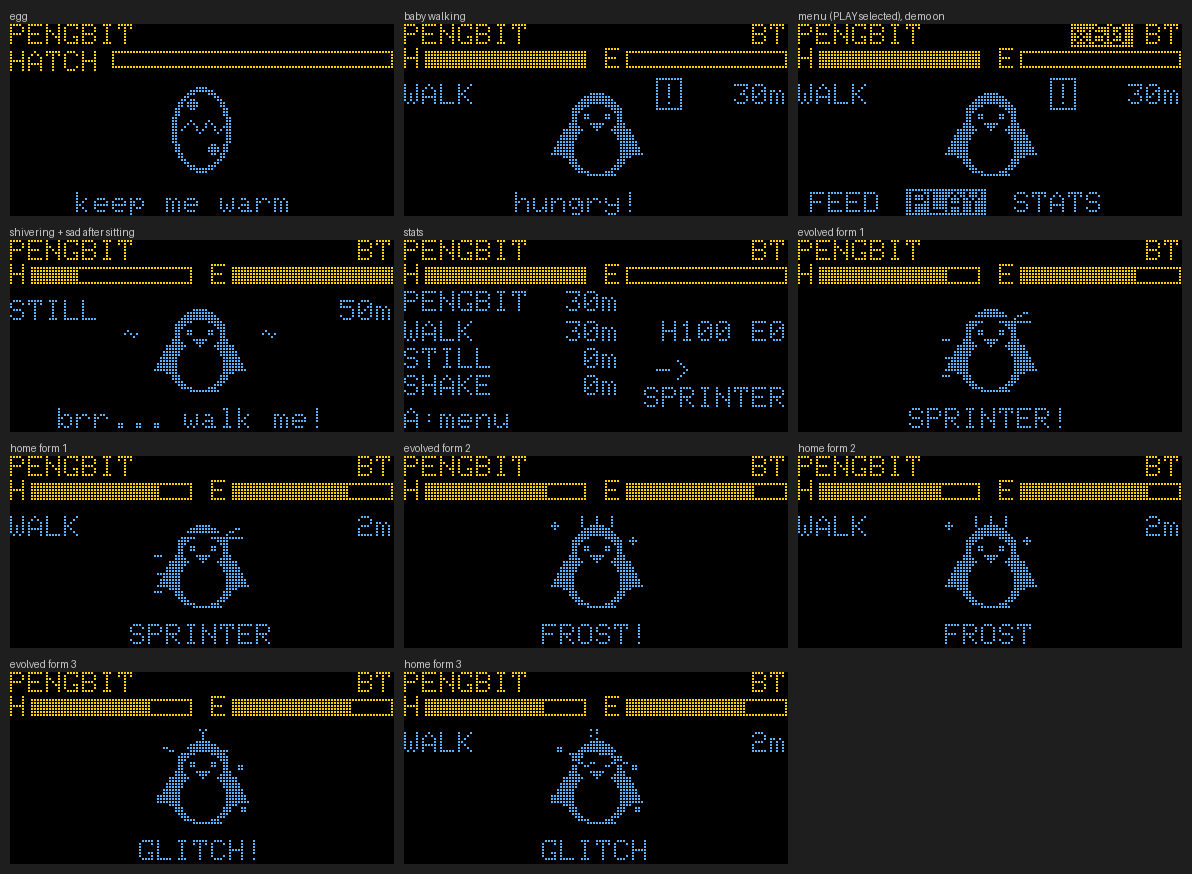 egg
PENGBIT
HATCH
keep me warm
baby walking
PENGBIT BT
H E
WALK ! 30m
hungry!
menu (PLAY selected), demo on
PENGBIT BT
H E
WALK ! 30m
FEED PLAY STATS
shivering + sad after sitting
PENGBIT BT
H E
STILL 50m
brr... walk me!
stats
PENGBIT BT
H E
PENGBIT 30m
WALK 30m H100 E0
STILL 0m
->
SHAKE 0m
SPRINTER
A:menu
evolved form 1
PENGBIT BT
H E
SPRINTER!
home form 1
PENGBIT BT
H E
WALK 2m
SPRINTER
evolved form 2
PENGBIT BT
H E
FROST!
home form 2
PENGBIT BT
H E
WALK 2m
FROST
evolved form 3
PENGBIT BT
H E
GLITCH!
home form 3
PENGBIT BT
H E
WALK 2m
GLITCH